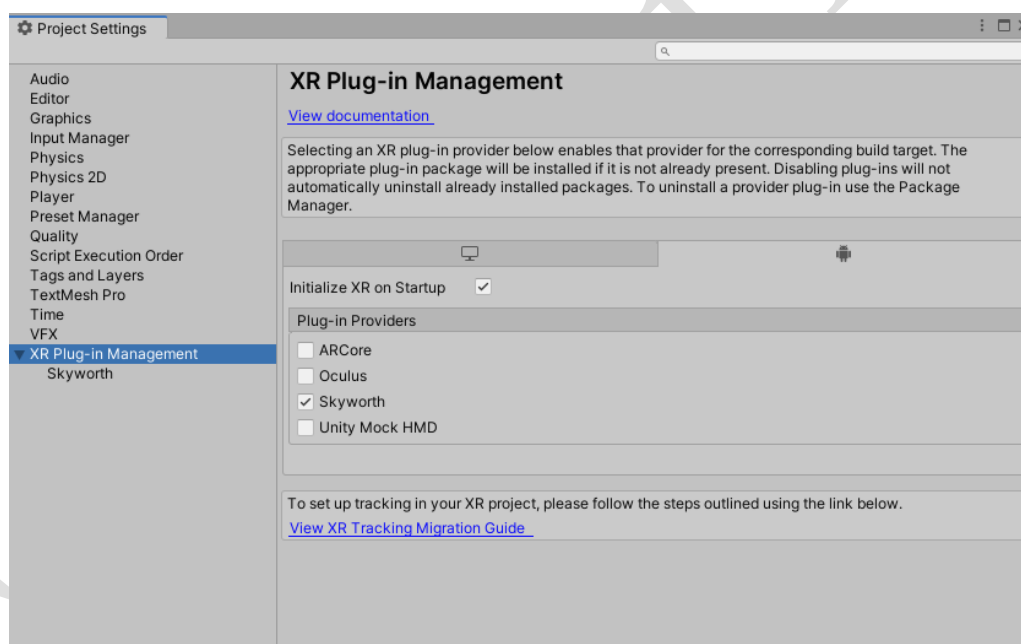 Project Settings
Audio
Editor
Graphics
Input Manager
Physics
Physics 2D
Player
Preset Manager
Quality
Script Execution Order
Tags and Layers
TextMesh Pro
Time
VFX
XR Plug-in Management
Skyworth
XR Plug-in Management
View documentation
Selecting an XR plug-in provider below enables that provider for the corresponding build target. The
appropriate plug-in package will be installed if it is not already present. Disabling plug-ins will not
automatically uninstall already installed packages. To uninstall a provider plug-in use the Package
Manager.
Initialize XR on Startup
Plug-in Providers
ARCore
Oculus
Skyworth
Unity Mock HMD
To set up tracking in your XR project, please follow the steps outlined using the link below.
View XR Tracking Migration Guide